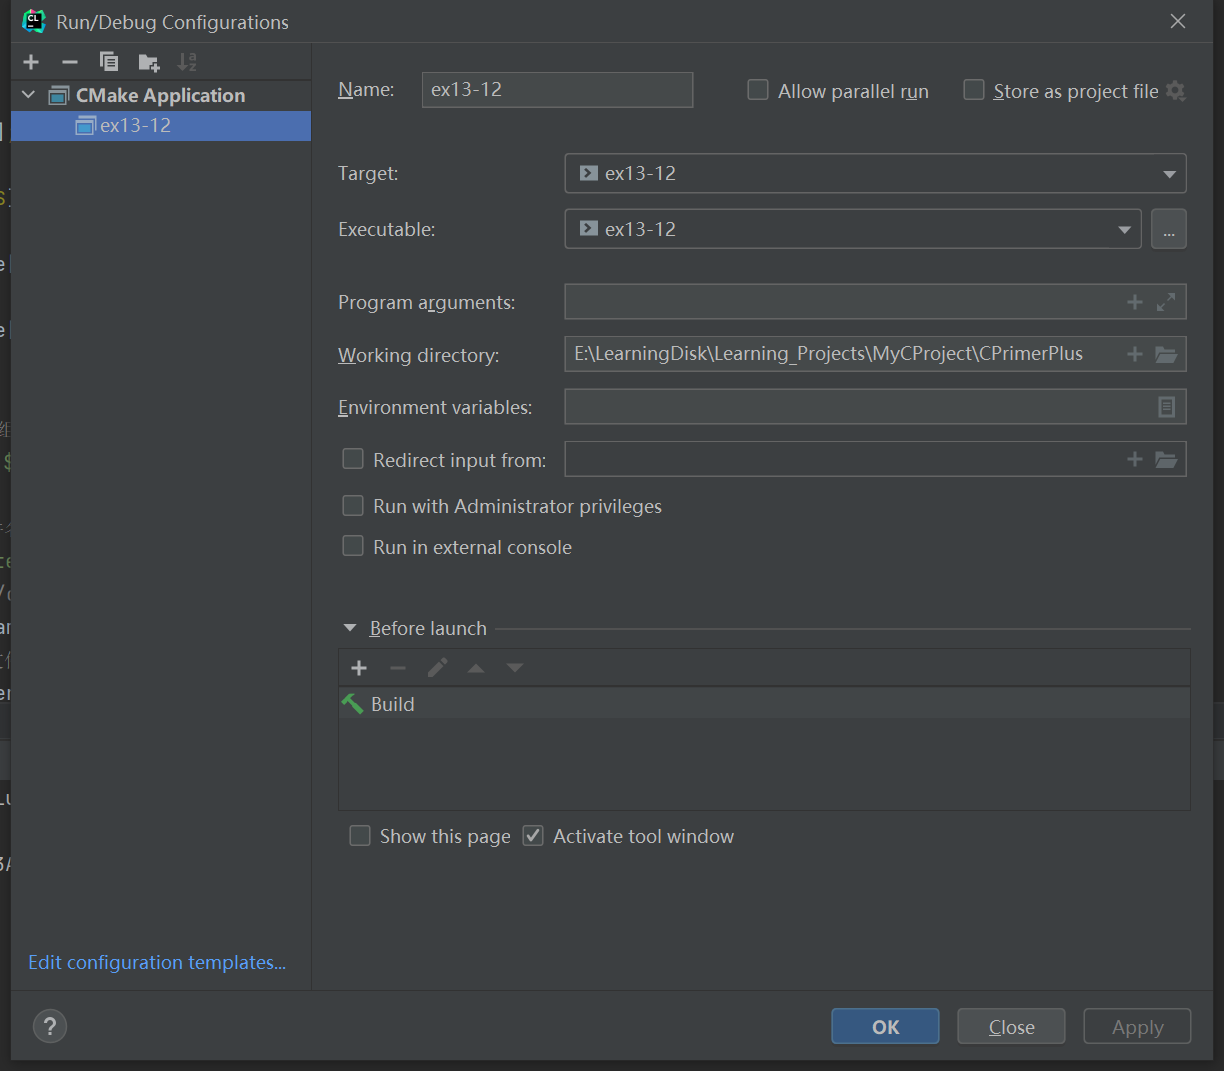 Run/Debug Configurations
CMake Application
ex13-12
Name: ex13-12 Allow parallel run Store as project file
Target: ex13-12
Executable: ex13-12 ...
Program arguments:
Working directory: E:\LearningDisk\Learning_Projects\MyCProject\CPrimerPlus
Environment variables:
Redirect input from:
Run with Administrator privileges
Run in external console
Before launch
Build
Show this page Activate tool window
Edit configuration templates...
? OK Close Apply